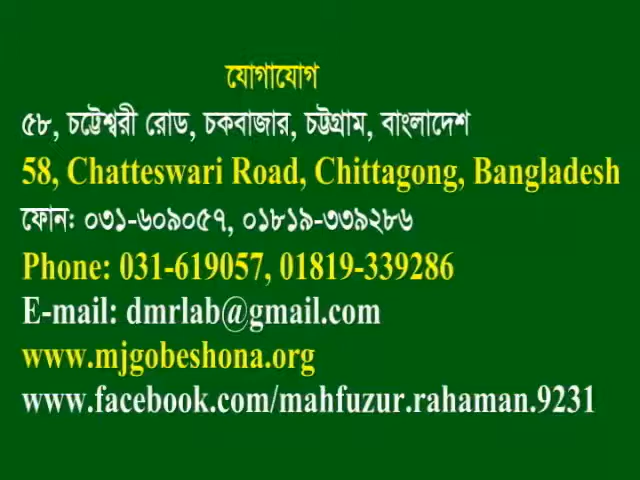 যোগাযোগ
৫৮, চট্টেশ্বরী রোড, চকবাজার, চট্টগ্রাম, বাংলাদেশ
58, Chatteswari Road, Chittagong, Bangladesh
ফোন: ০৩১-৬০৯০৫৭, ০১৮১৯-৩৩৯২৮৬
Phone: 031-619057, 01819-339286
E-mail: dmrlab@gmail.com
www.mjgobeshona.org
www.facebook.com/mahfuzur.rahaman.9231